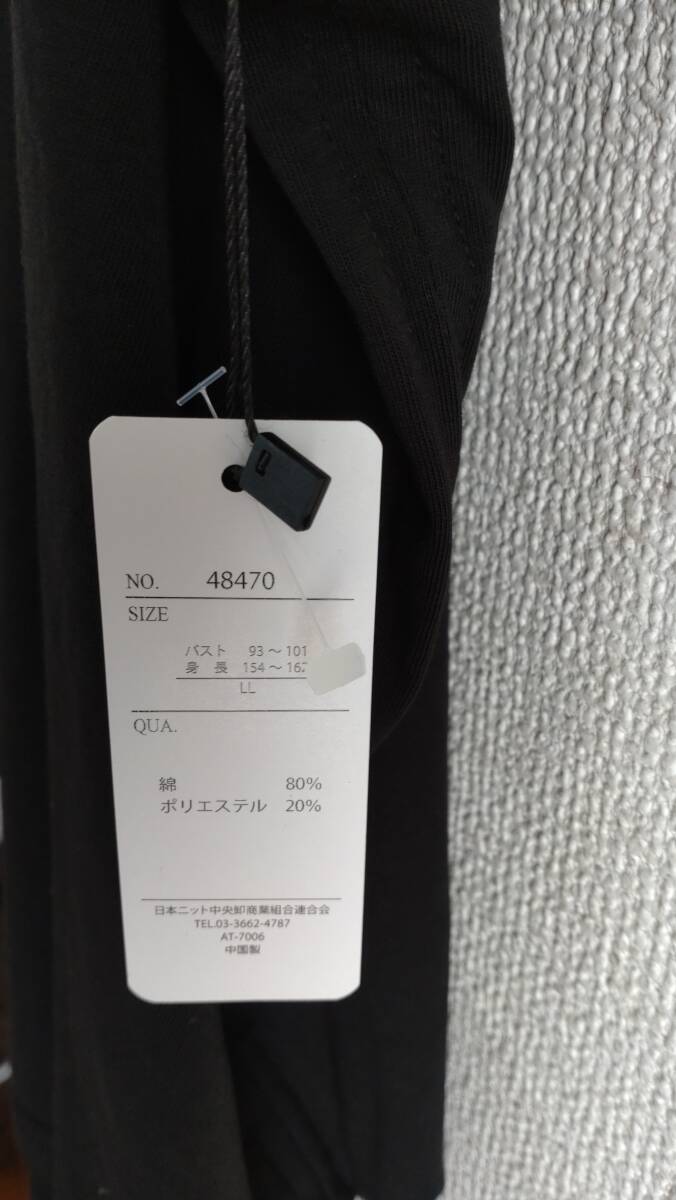 NO. 48470
SIZE
バスト 93～101
身 長 154～162
LL
QUA.
綿 80%
ポリエステル 20%
日本ニット中央卸商業組合連合会
TEL.03-3662-4787
AT-7006
中国製